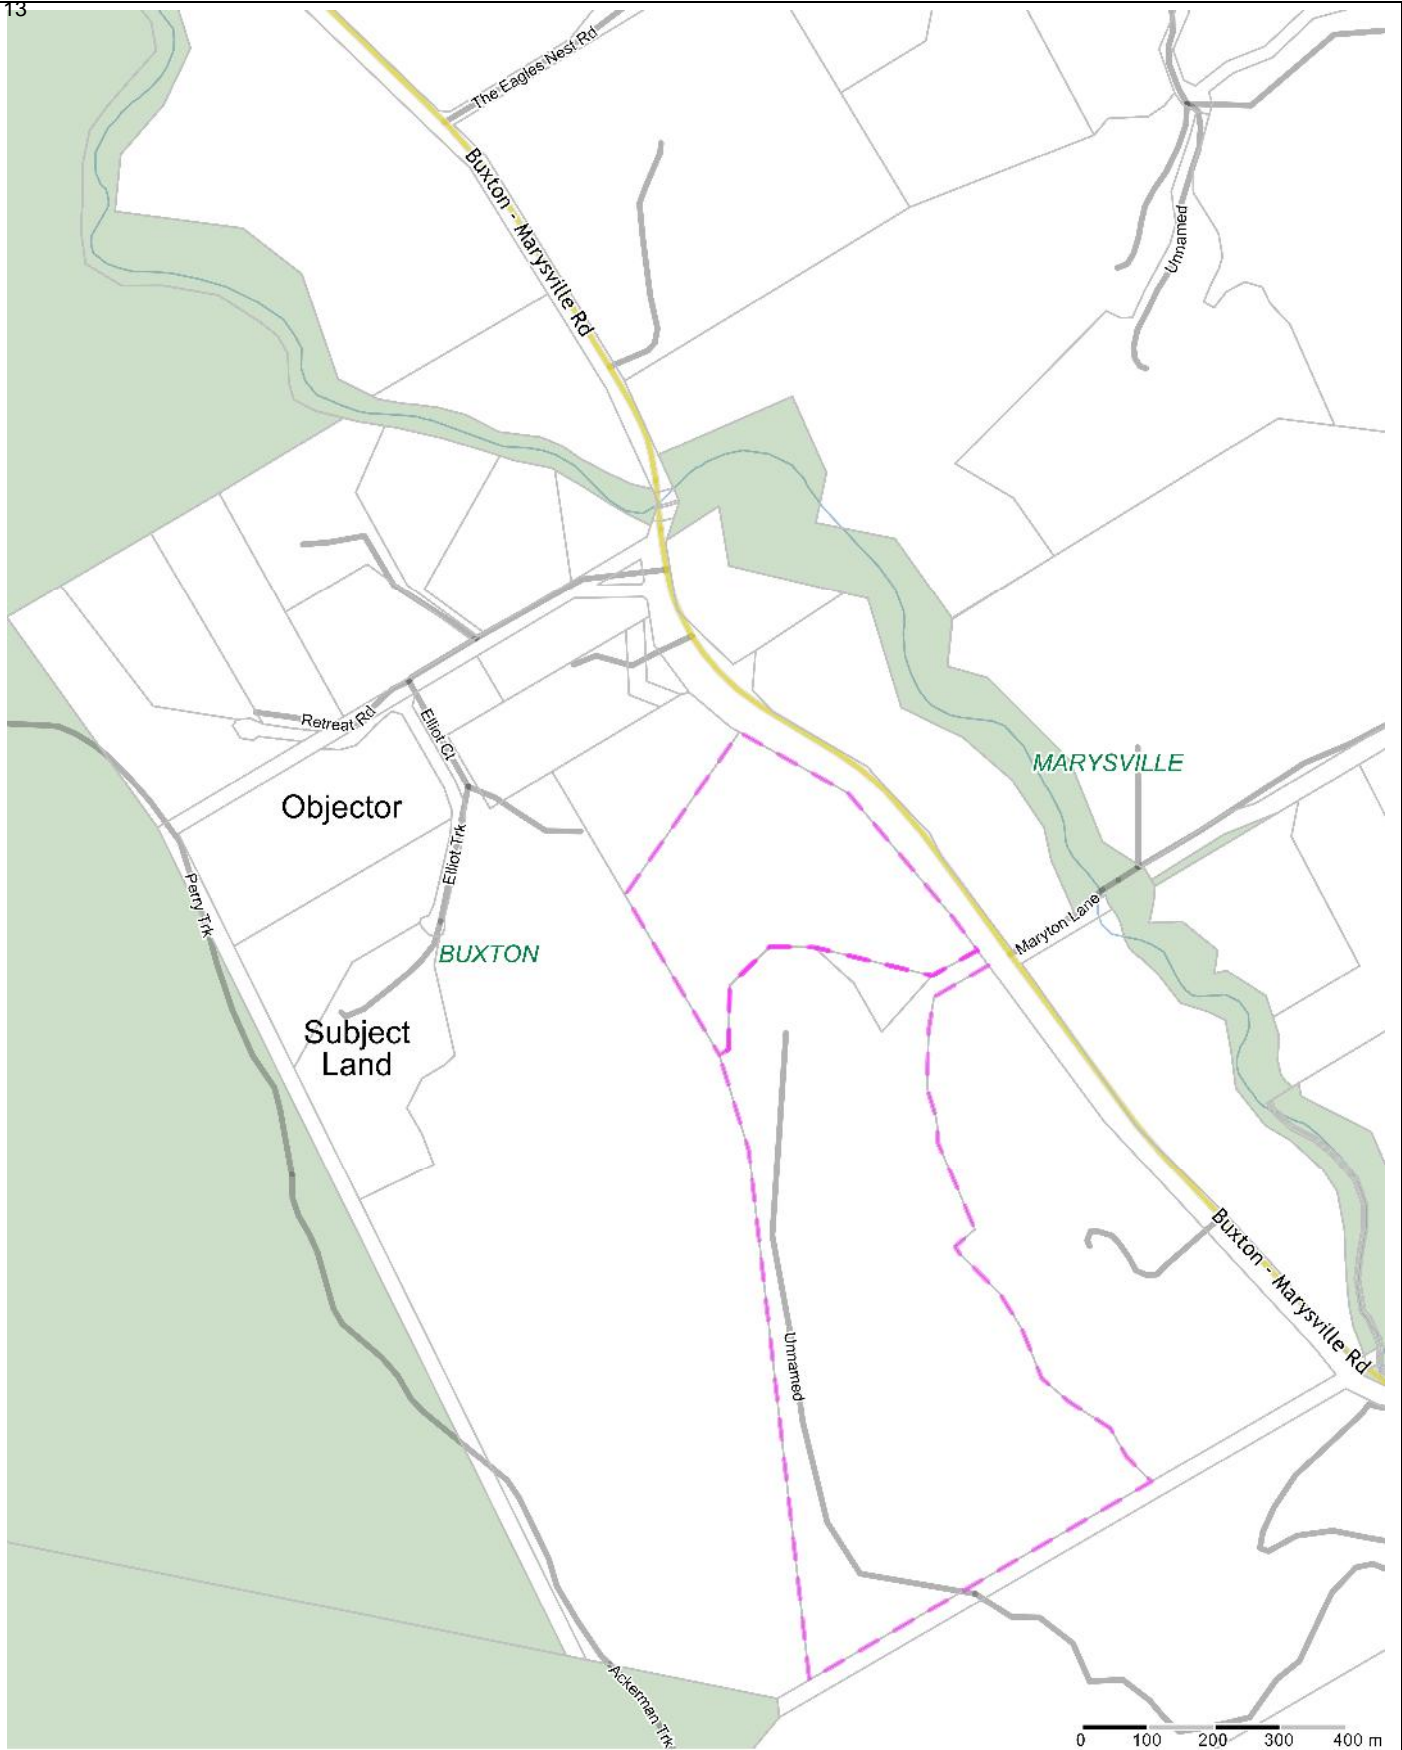 13
The Eagles Nest Rd
Buxton - Marysville Rd
Unnamed
MARYSVILLE
Retreat Rd
Elliot Ct
Objector
Elliot Trk
Perry Trk
Maryton Lane
BUXTON
Subject
Land
Buxton - Marysville Rd
Unnamed
Ackerman Trk
0 100 200 300 400 m